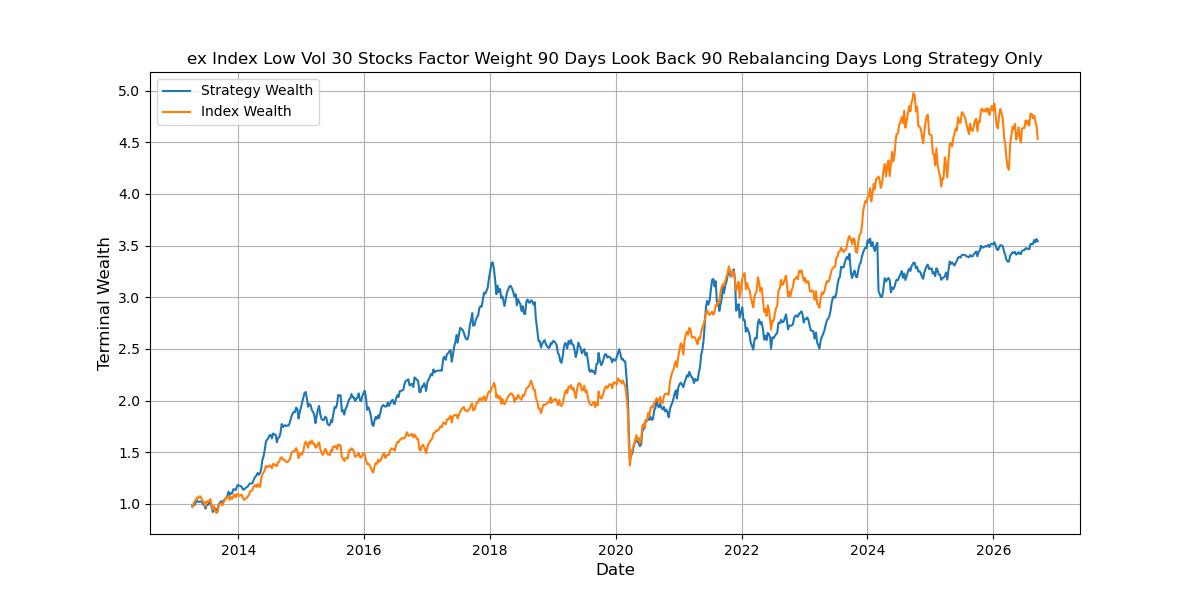 ex Index Low Vol 30 Stocks Factor Weight 90 Days Look Back 90 Rebalancing Days Long Strategy Only
Strategy Wealth
Index Wealth
5.0
4.5
4.0
3.5
3.0
2.5
2.0
1.5
1.0
Terminal Wealth
2014 2016 2018 2020 2022 2024 2026
Date